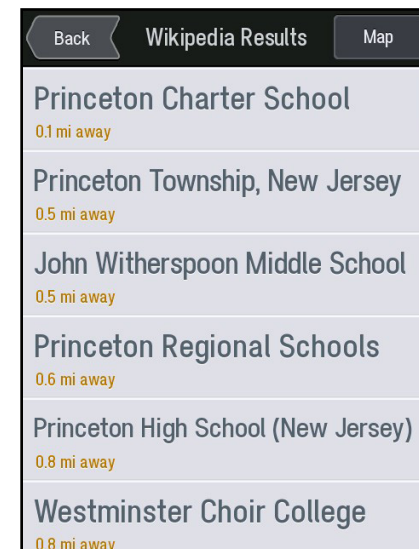 Back Wikipedia Results Map
Princeton Charter School
0.1 mi away
Princeton Township, New Jersey
0.5 mi away
John Witherspoon Middle School
0.5 mi away
Princeton Regional Schools
0.6 mi away
Princeton High School (New Jersey)
0.8 mi away
Westminster Choir College
0.8 mi away